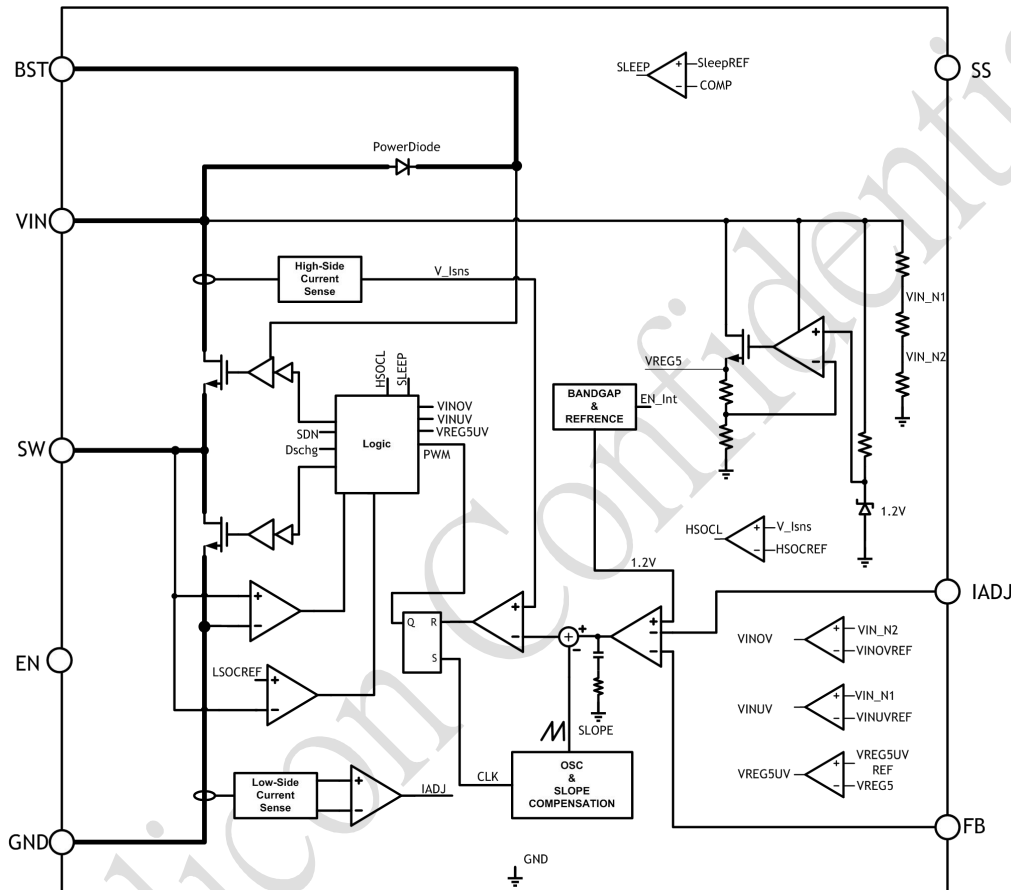 BST
SLEEP
+
SleepREF
−
COMP
SS
PowerDiode
VIN
High-Side
Current
Sense
V_Isns
VIN_N1
VIN_N2
+
−
VREG5
HSOCL
SLEEP
BANDGAP
&
REFRENCE
EN_Int
VINOV
VINUV
VREG5UV
PWM
SDN
Dschg
Logic
SW
1.2V
HSOCL
+
V_Isns
−
HSOCREF
1.2V
+
−
IADJ
Q
R
S
+
−
+
−
+
−
−
VINOV
+
VIN_N2
−
VINOVREF
EN
LSOCREF
+
−
VINUV
+
VIN_N1
−
VINUVREF
SLOPE
VREG5UV
+
VREG5UV
REF
−
VREG5
Low-Side
Current
Sense
+
−
IADJ
CLK
OSC
&
SLOPE
COMPENSATION
GND
FB
GND
Silicon Confidential